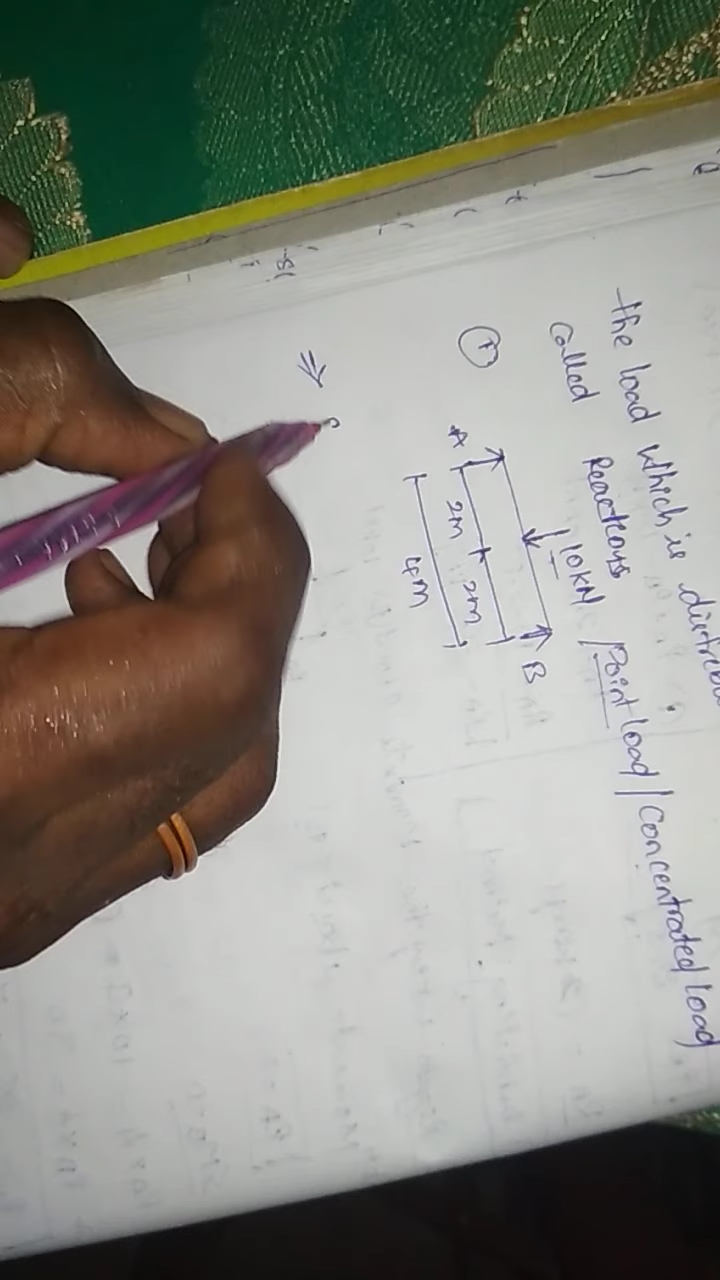 the load which is
called Reactions / Point load / Concentrated load
①
10KN
A
B
2m 2m
4m
⇒